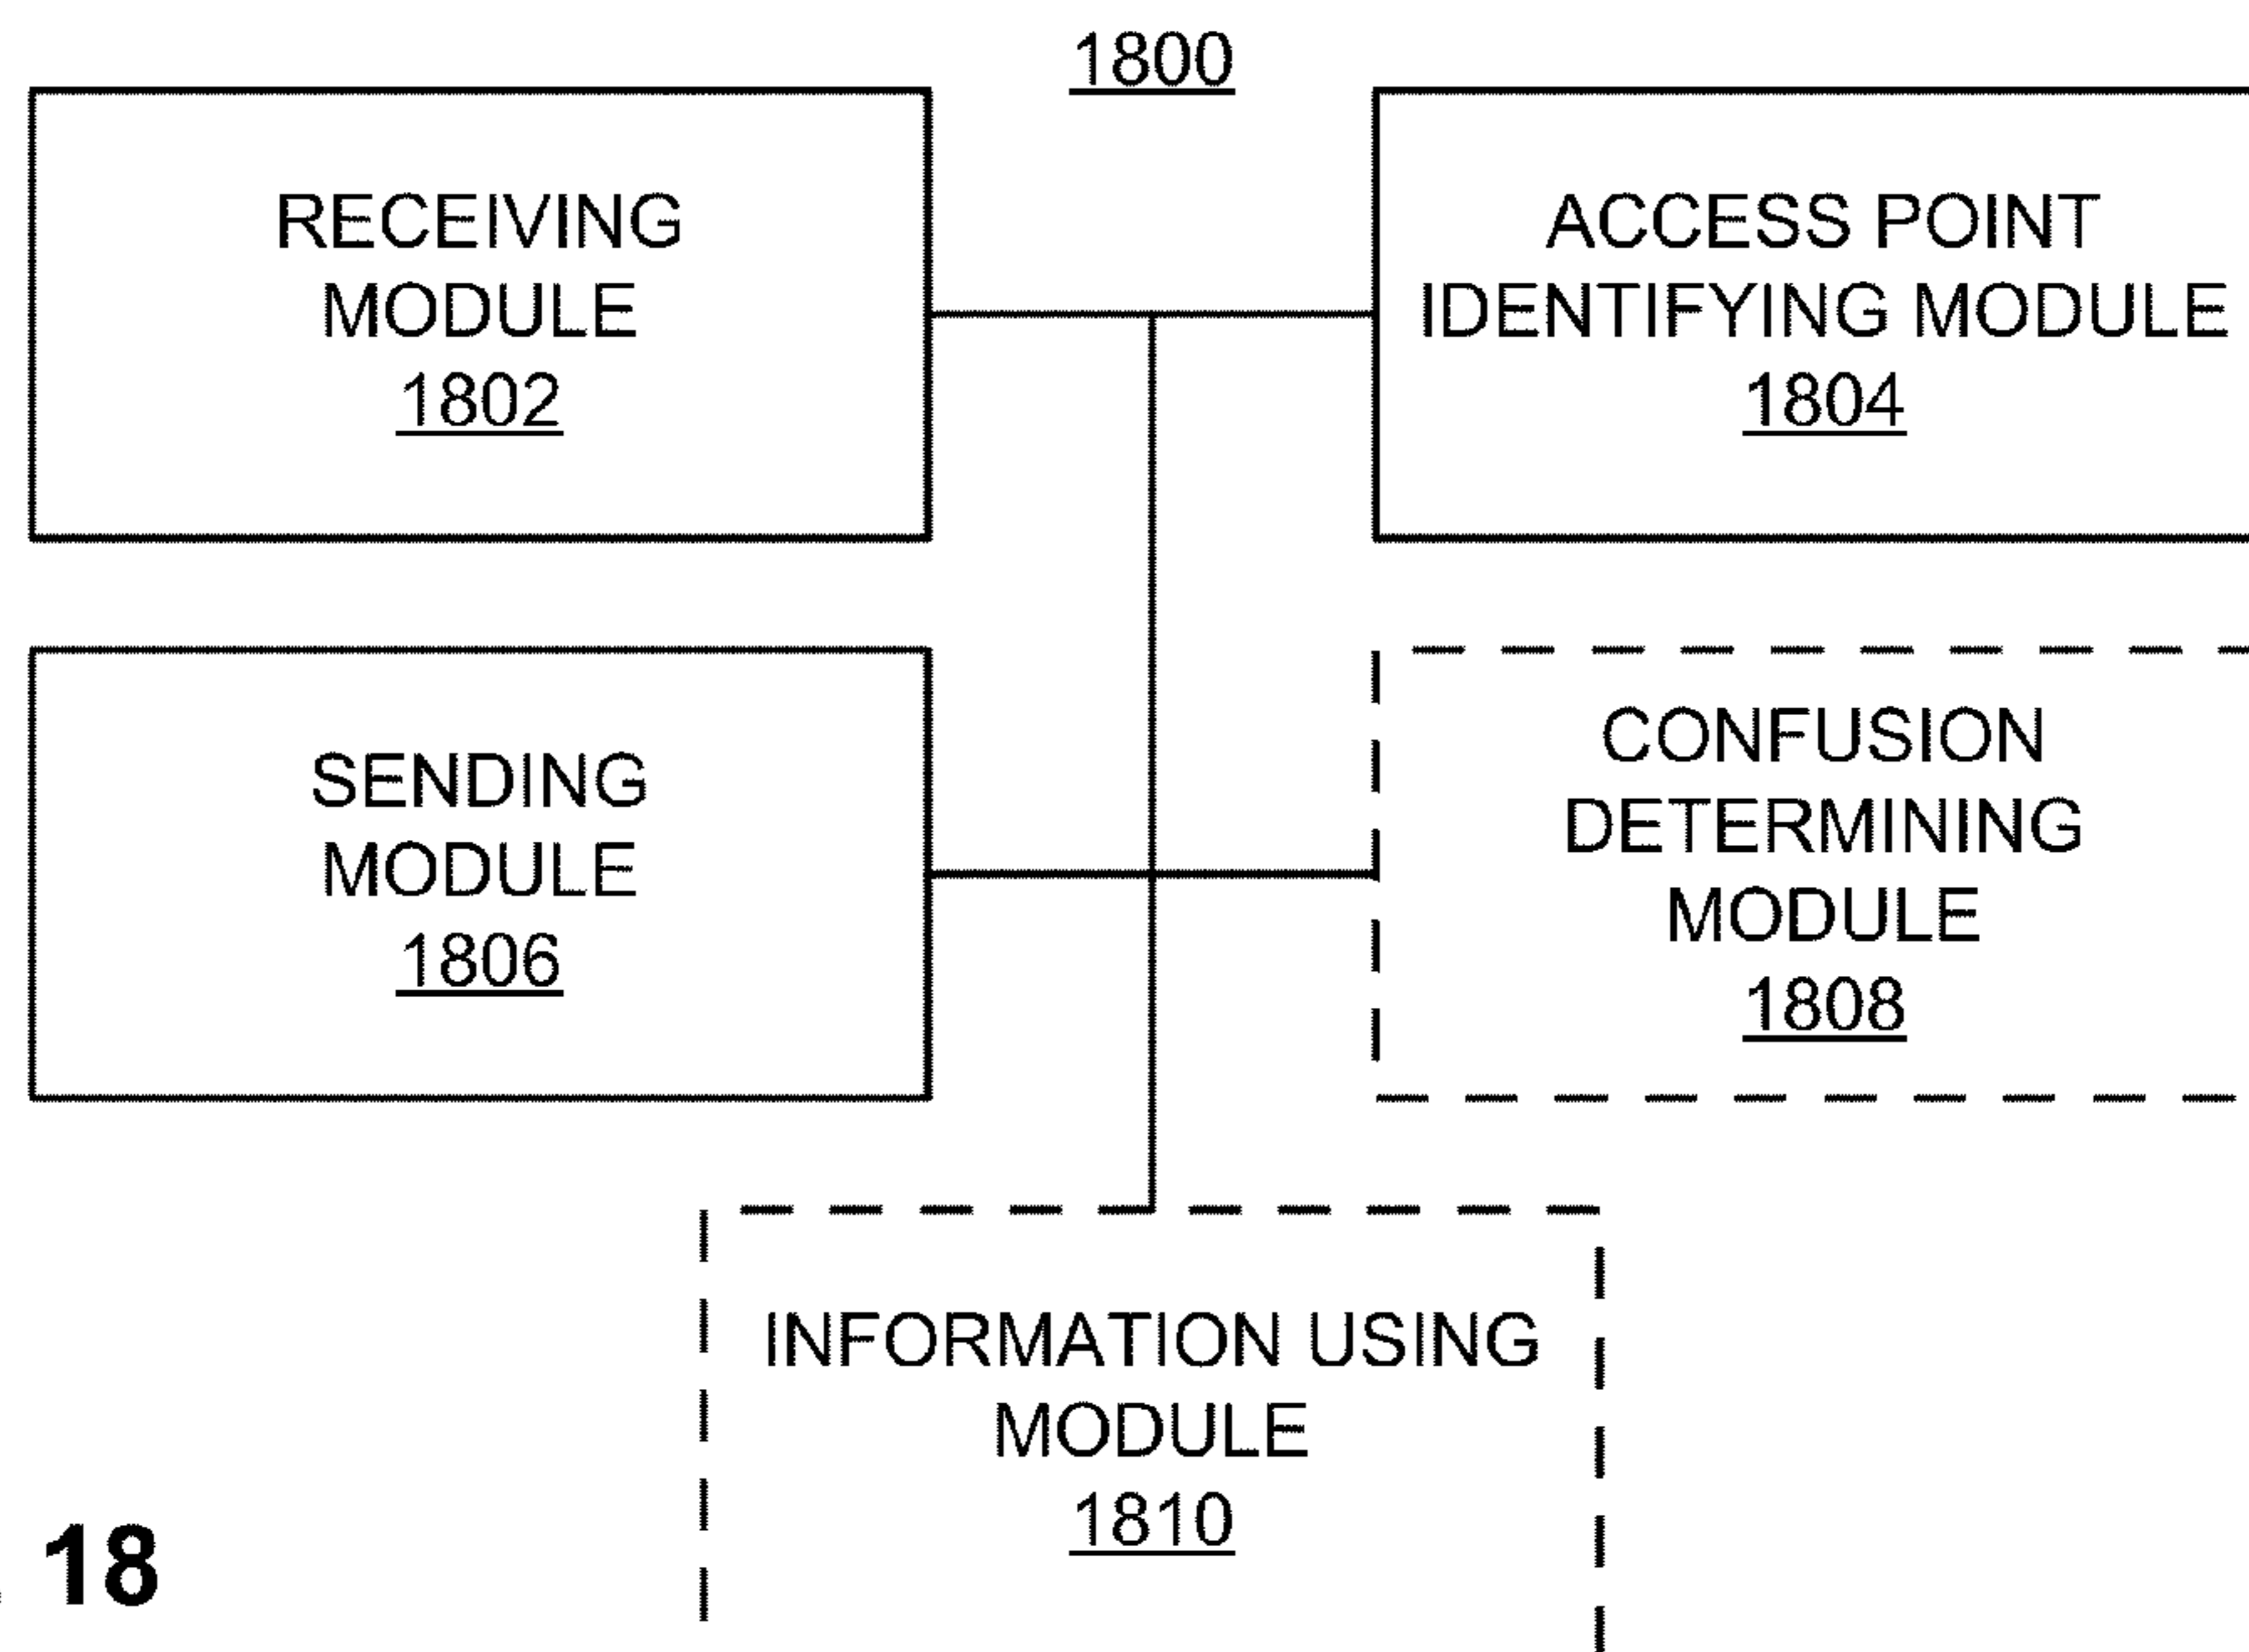 1800
RECEIVING
MODULE
1802
ACCESS POINT
IDENTIFYING MODULE
1804
SENDING
MODULE
1806
CONFUSION
DETERMINING
MODULE
1808
INFORMATION USING
MODULE
1810
18